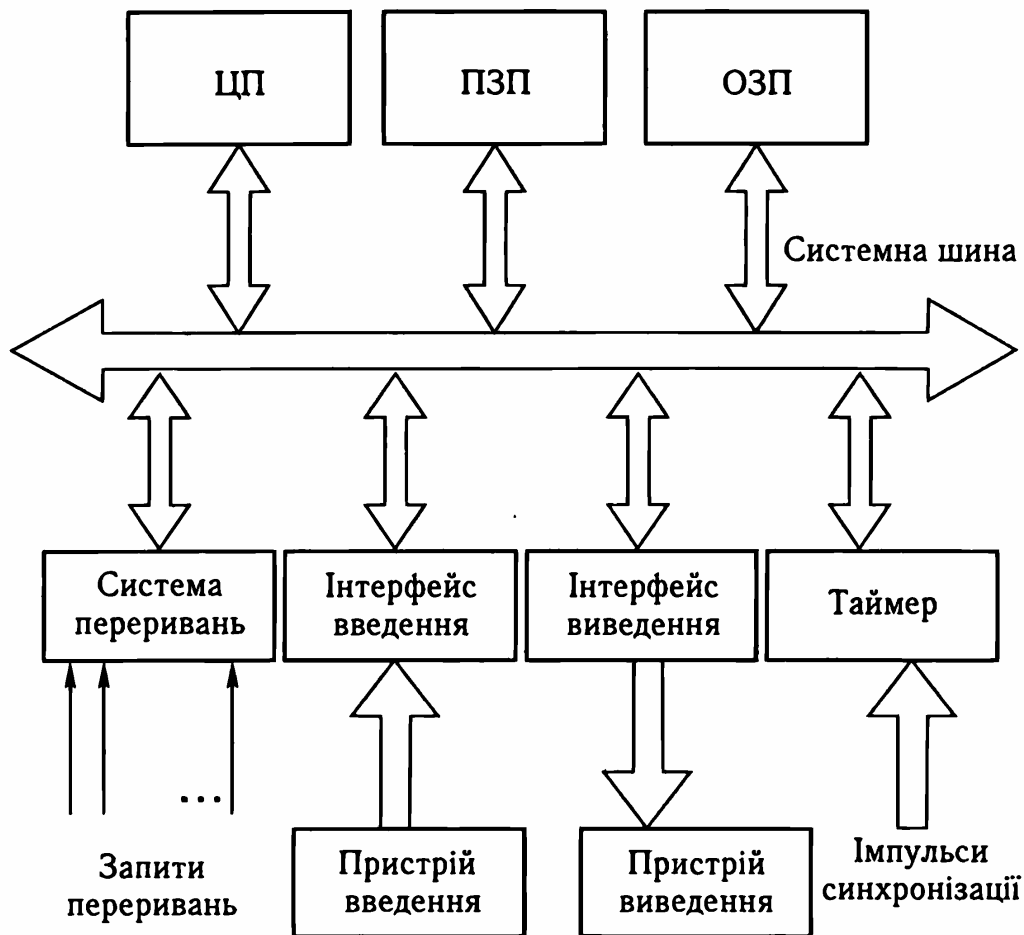 ЦП
ПЗП
ОЗП
Системна шина
Система
переривань
Інтерфейс
введення
Інтерфейс
виведення
Таймер
...
Запити
переривань
Пристрій
введення
Пристрій
виведення
Імпульси
синхронізації